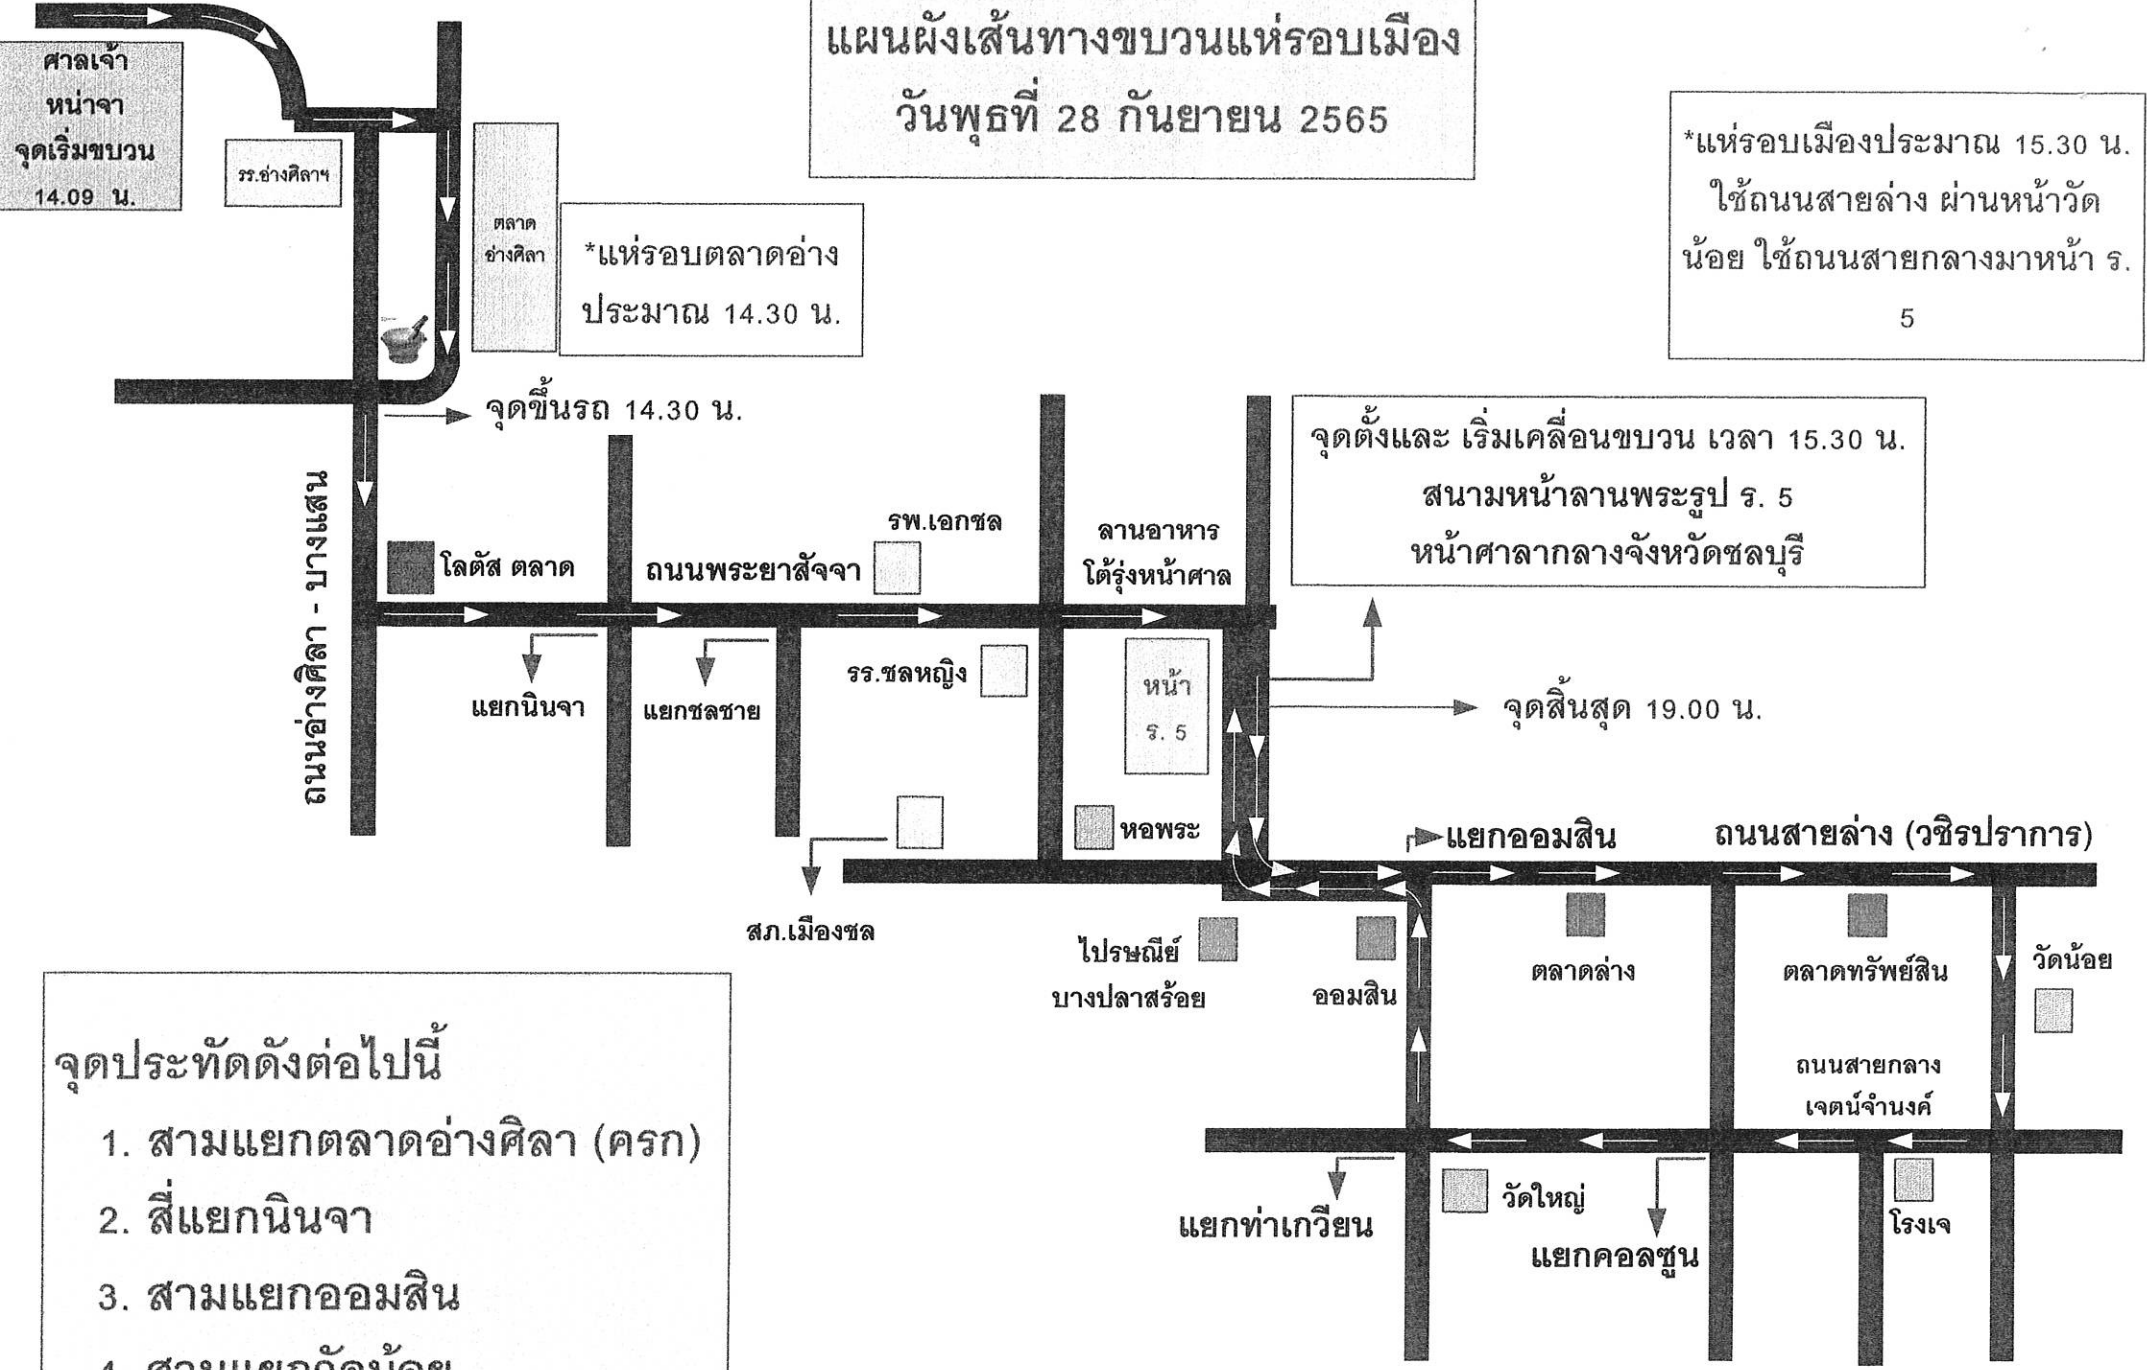 แผนผังเส้นทางขบวนแห่รอบเมือง
วันพุธที่ 28 กันยายน 2565
ศาลเจ้า
หน่าจา
จุดเริ่มขบวน
14.09 น.
รร.อ่างศิลาฯ
ตลาด
อ่างศิลา
*แห่รอบตลาดอ่าง
ประมาณ 14.30 น.
*แห่รอบเมืองประมาณ 15.30 น.
ใช้ถนนสายล่าง ผ่านหน้าวัด
น้อย ใช้ถนนสายกลางมาหน้า ร.
5
จุดขึ้นรถ 14.30 น.
จุดตั้งและ เริ่มเคลื่อนขบวน เวลา 15.30 น.
สนามหน้าลานพระรูป ร. 5
หน้าศาลากลางจังหวัดชลบุรี
ถนนอ่างศิลา - บางแสน
โลตัส ตลาด
ถนนพระยาสัจจา
รพ.เอกชล
ลานอาหาร
โต้รุ่งหน้าศาล
แยกนินจา
แยกชลชาย
รร.ชลหญิง
หน้า
ร. 5
จุดสิ้นสุด 19.00 น.
หอพระ
แยกออมสิน
ถนนสายล่าง (วชิรปราการ)
สภ.เมืองชล
ไปรษณีย์
บางปลาสร้อย
ออมสิน
ตลาดล่าง
ตลาดทรัพย์สิน
วัดน้อย
ถนนสายกลาง
เจตน์จำนงค์
แยกท่าเกวียน
วัดใหญ่
แยกคอลซูน
โรงเจ
จุดประทัดดังต่อไปนี้
1. สามแยกตลาดอ่างศิลา (ครก)
2. สี่แยกนินจา
3. สามแยกออมสิน
4. สามแยกวัดน้อย